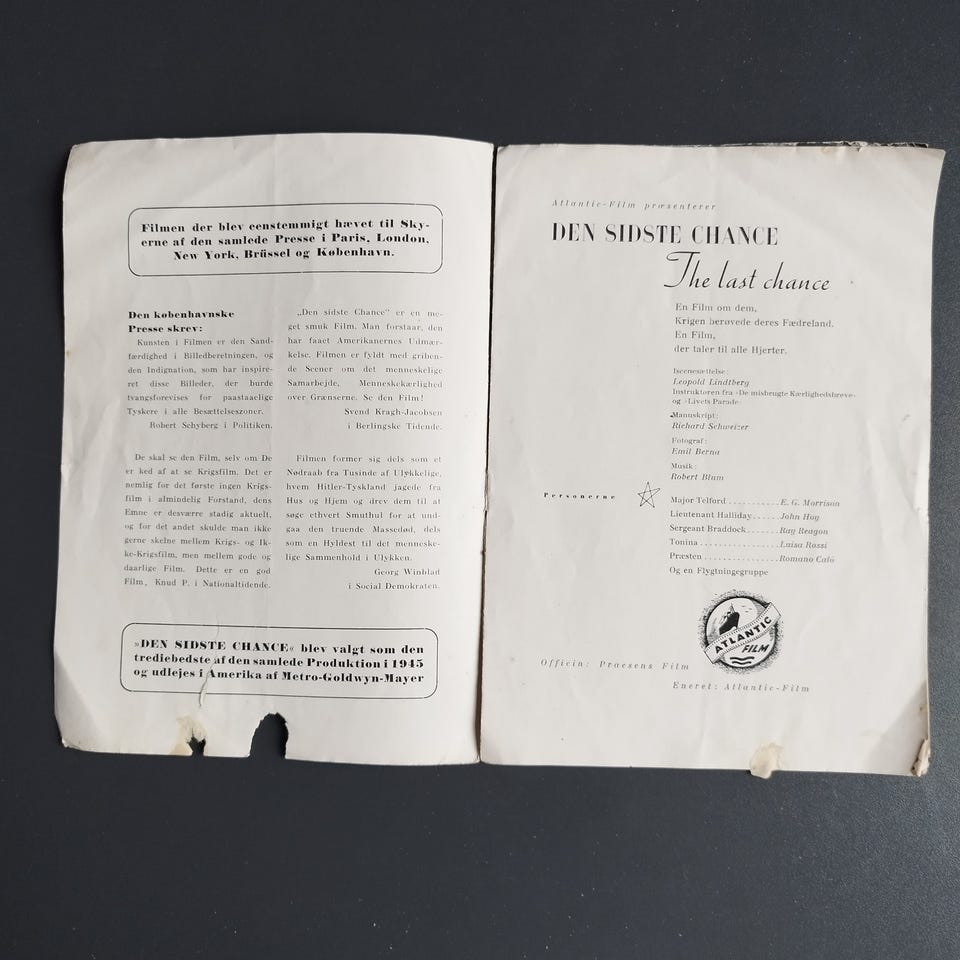 Filmen der blev eenstemmigt hævet til Sky-
erne af den samlede Presse i Paris, London,
New York, Brüssel og København.
Den københavnske
Presse skrev:
Kunsten i Filmen er den Sand-
færdighed i Billedberetningen, og
den Indignation, som har inspire-
ret disse Billeder, der burde
tvangsforevises for paastaaelige
Tyskere i alle Besættelseszoner.
Robert Schyberg i Politiken.
De skal se den Film, selv om De
er ked af at se Krigsfilm. Det er
nemlig for det første ingen Krigs-
film i almindelig Forstand, dens
Emne er desværre stadig aktuelt,
og for det andet skulde man ikke
gerne skelne mellem Krigs- og Ik-
ke-Krigsfilm, men mellem gode og
daarlige Film. Dette er en god
Film, Knud P. i Nationaltidende.
„Den sidste Chance" er en me-
get smuk Film. Man forstaar, den
har faaet Amerikanernes Udmær-
kelse. Filmen er fyldt med griben-
de Scener om det menneskelige
Samarbejde, Menneskekærlighed
over Grænserne. Se den Film!
Svend Kragh-Jacobsen
i Berlingske Tidende.
Filmen former sig dels som et
Nødraab fra Tusinde af Ulykkelige,
hvem Hitler-Tyskland jagede fra
Hus og Hjem og drev dem til at
søge ethvert Smuthul for at und-
gaa den truende Massedød, dels
som en Hyldest til det menneske-
lige Sammenhold i Ulykken.
Georg Winblad
i Social Demokraten.
»DEN SIDSTE CHANCE« blev valgt som den
trediebedste af den samlede Produktion i 1945
og udlejes i Amerika af Metro-Goldwyn-Mayer
Atlantic-Film præsenterer
DEN SIDSTE CHANCE
The last chance
En Film om dem,
Krigen berøvede deres Fædreland.
En Film,
der taler til alle Hjerter.
Iscenesættelse:
Leopold Lindtberg
Instruktøren fra »De misbrugte Kærlighedsbreve«
og »Livets Parade«
Manuskript:
Richard Schweizer
Fotograf:
Emil Berna
Musik:
Robert Blum
Personerne
Major Telford ........... E. G. Morrison
Lieutenant Halliday...... John Hoy
Sergeant Braddock....... Ray Reagon
Tonina ................. Luisa Rossi
Præsten ................ Romano Calò
Og en Flygtningegruppe
ATLANTIC
FILM
Officin: Praesens Film
Eneret: Atlantic-Film